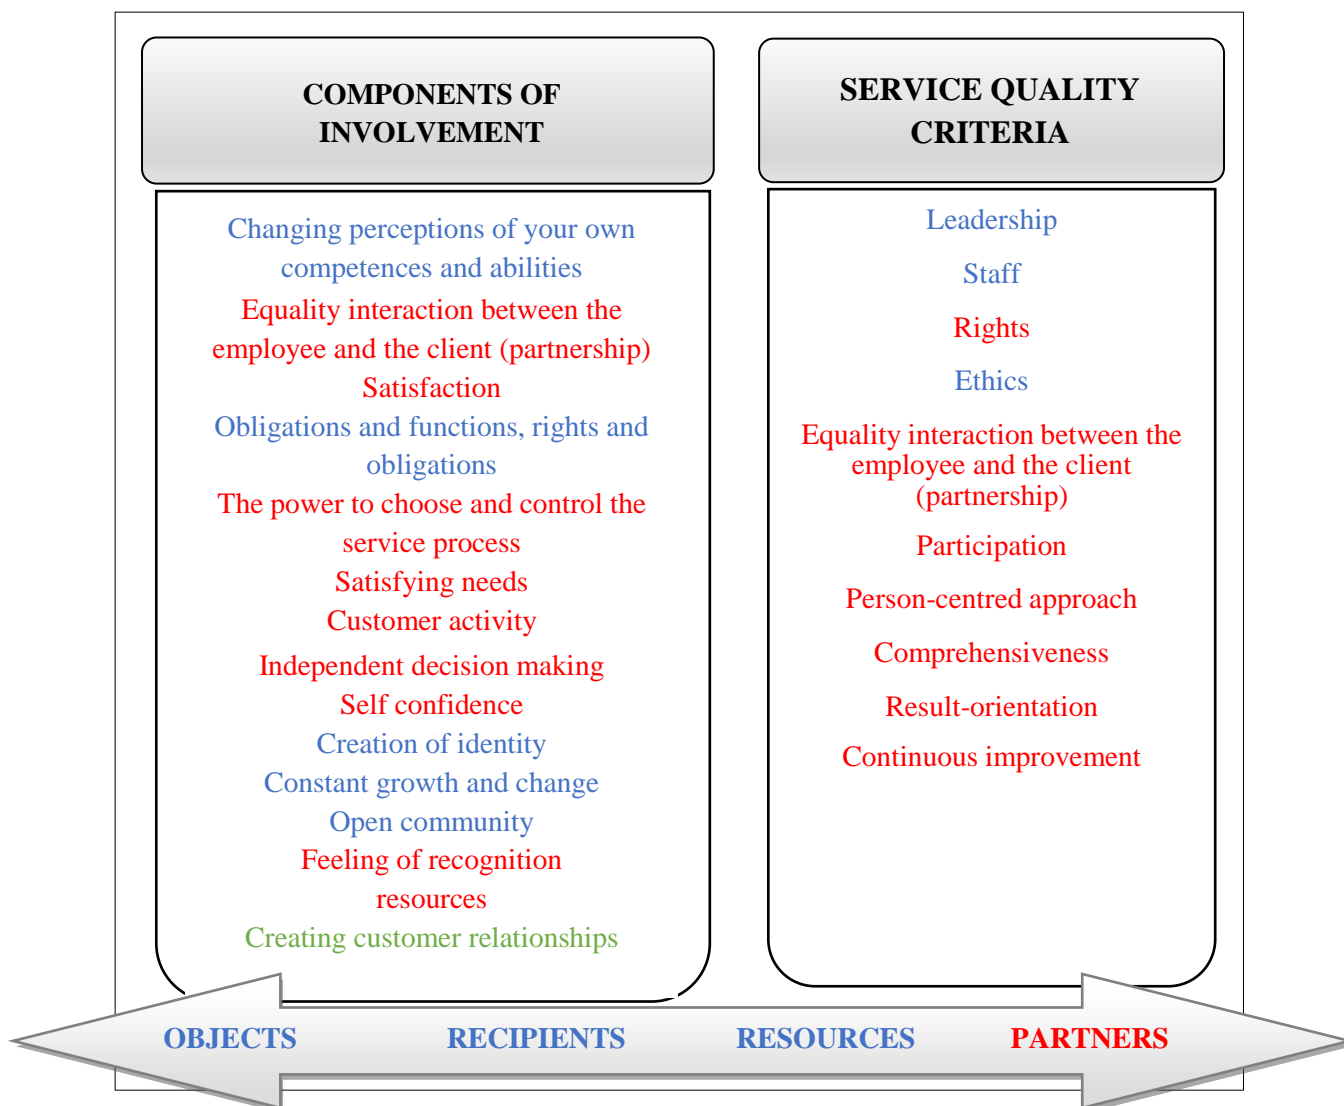 COMPONENTS OF
INVOLVEMENT
Changing perceptions of your own
competences and abilities
Equality interaction between the
employee and the client (partnership)
Satisfaction
Obligations and functions, rights and
obligations
The power to choose and control the
service process
Satisfying needs
Customer activity
Independent decision making
Self confidence
Creation of identity
Constant growth and change
Open community
Feeling of recognition
resources
Creating customer relationships
SERVICE QUALITY
CRITERIA
Leadership
Staff
Rights
Ethics
Equality interaction between the
employee and the client
(partnership)
Participation
Person-centred approach
Comprehensiveness
Result-orientation
Continuous improvement
OBJECTS RECIPIENTS RESOURCES PARTNERS